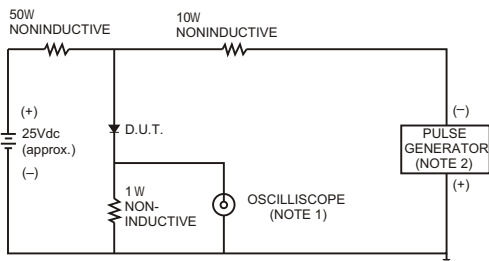 50W
NONINDUCTIVE
10W
NONINDUCTIVE
(+)
25Vdc
(approx.)
(–)
D.U.T.
1 W
NON-
INDUCTIVE
OSCILLISCOPE
(NOTE 1)
(–)
PULSE
GENERATOR
(NOTE 2)
(+)